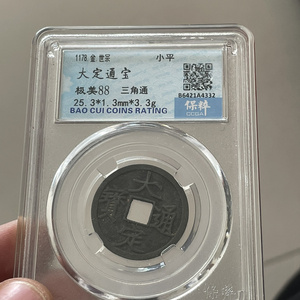 1178.金.世宗 小平
大定通宝
极美88 三角通
25.3*1.3mm*3.3g
BAO CUI COINS RATING
86421A4332
保粹
大定通寳